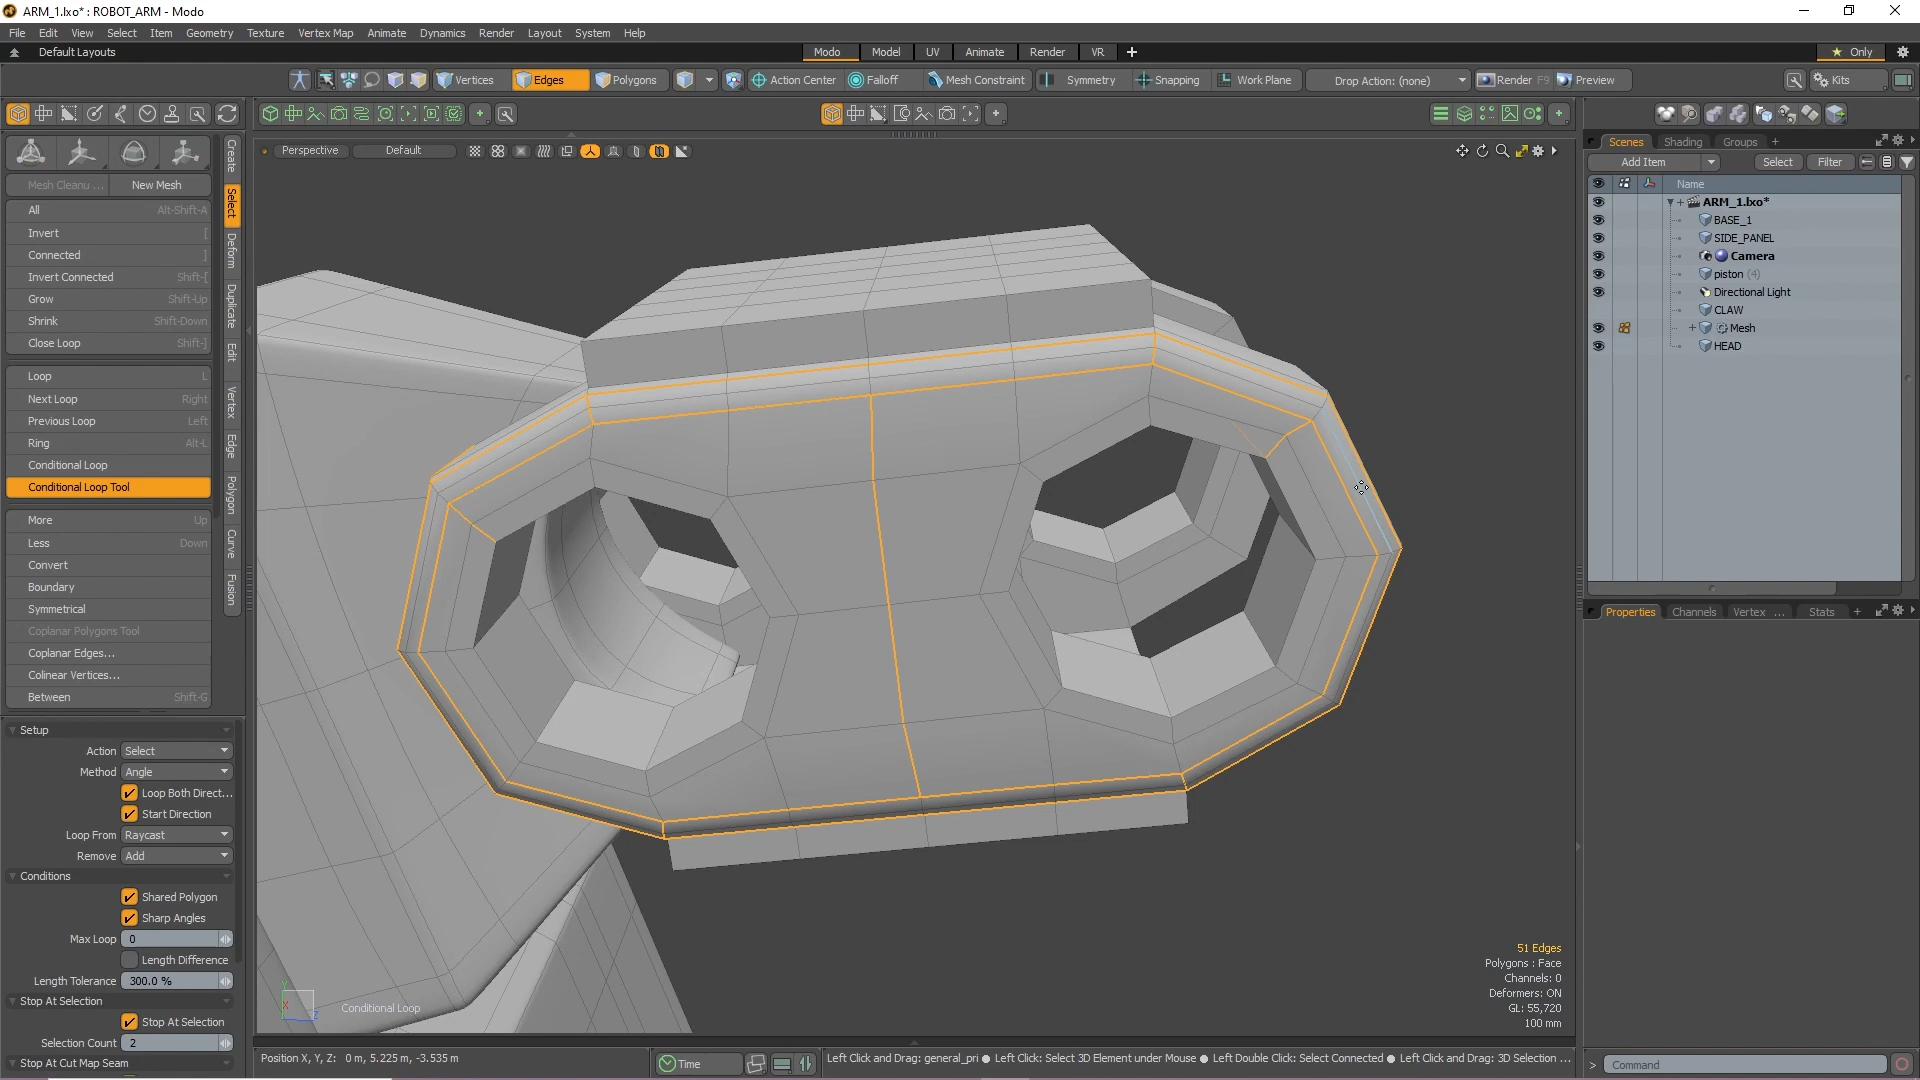 ARM_1.lxo* : ROBOT_ARM - Modo
File Edit View Select Item Geometry Texture Vertex Map Animate Dynamics Render Layout System Help
Default Layouts Modo Model UV Animate Render VR Only
Vertices Edges Polygons Action Center Falloff Mesh Constraint Symmetry Snapping Work Plane Drop Action: (none) Render F9 Preview Kits
Perspective Default
Mesh Cleanu ... New Mesh
All Alt-Shift-A
Invert [
Connected ]
Invert Connected Shift-[
Grow Shift-Up
Shrink Shift-Down
Close Loop Shift-]
Loop L
Next Loop Right
Previous Loop Left
Ring Alt-L
Conditional Loop
Conditional Loop Tool
More Up
Less Down
Convert
Boundary
Symmetrical
Coplanar Polygons Tool
Coplanar Edges...
Colinear Vertices...
Between Shift-G
Create
Select
Deform
Duplicate
Edit
Vertex
Edge
Polygon
Curve
Fusion
Setup
Action Select
Method Angle
Loop Both Direct...
Start Direction
Loop From Raycast
Remove Add
Conditions
Shared Polygon
Sharp Angles
Max Loop 0
Length Difference
Length Tolerance 300.0 %
Stop At Selection
Stop At Selection
Selection Count 2
Stop At Cut Map Seam
Y
X
Z
Conditional Loop
51 Edges
Polygons : Face
Channels: 0
Deformers: ON
GL: 55,720
100 mm
Position X, Y, Z: 0 m, 5.225 m, -3.535 m
Time
Left Click and Drag: general_pri ● Left Click: Select 3D Element under Mouse ● Left Double Click: Select Connected ● Left Click and Drag: 3D Selection ...
Scenes Shading Groups
Add Item Select Filter
Name
ARM_1.lxo*
BASE_1
SIDE_PANEL
Camera
piston (4)
Directional Light
CLAW
Mesh
HEAD
Properties Channels Vertex ... Stats
> Command